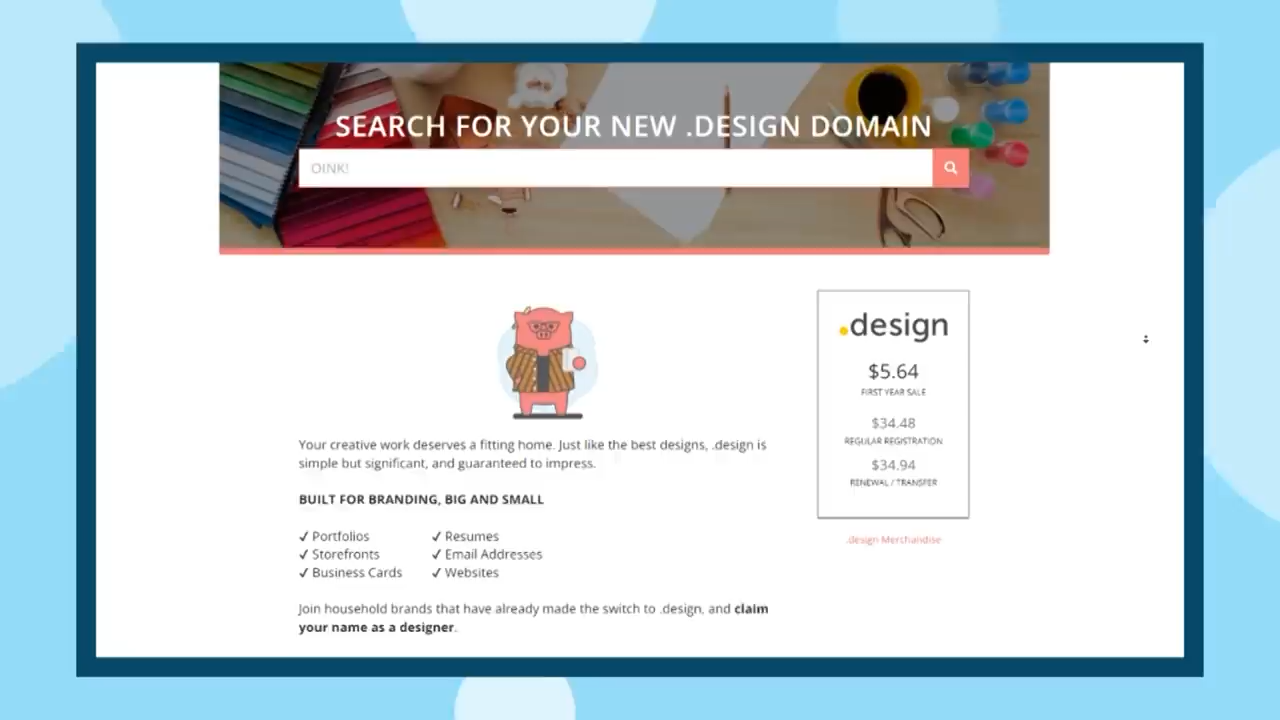 SEARCH FOR YOUR NEW .DESIGN DOMAIN
OINK!
.design
$5.64
FIRST YEAR SALE
$34.48
REGULAR REGISTRATION
$34.94
RENEWAL / TRANSFER
.design Merchandise
Your creative work deserves a fitting home. Just like the best designs, .design is
simple but significant, and guaranteed to impress.
BUILT FOR BRANDING, BIG AND SMALL
✓ Portfolios ✓ Resumes
✓ Storefronts ✓ Email Addresses
✓ Business Cards ✓ Websites
Join household brands that have already made the switch to .design, and claim
your name as a designer.